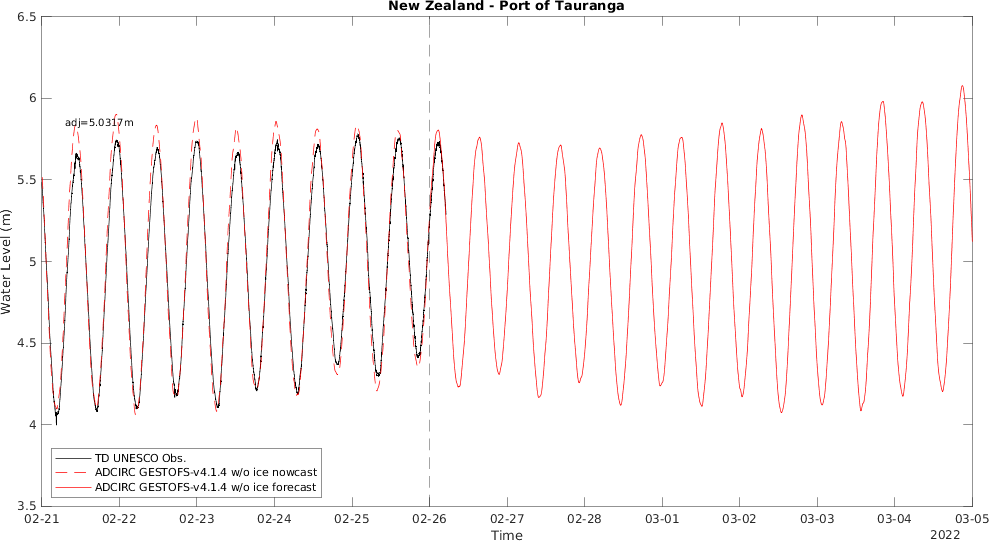 New Zealand - Port of Tauranga
6.5
6
5.5
5
4.5
4
3.5
Water Level (m)
adj=5.0317m
TD UNESCO Obs.
ADCIRC GESTOFS-v4.1.4 w/o ice nowcast
ADCIRC GESTOFS-v4.1.4 w/o ice forecast
02-21 02-22 02-23 02-24 02-25 02-26 02-27 02-28 03-01 03-02 03-03 03-04 03-05
Time
2022